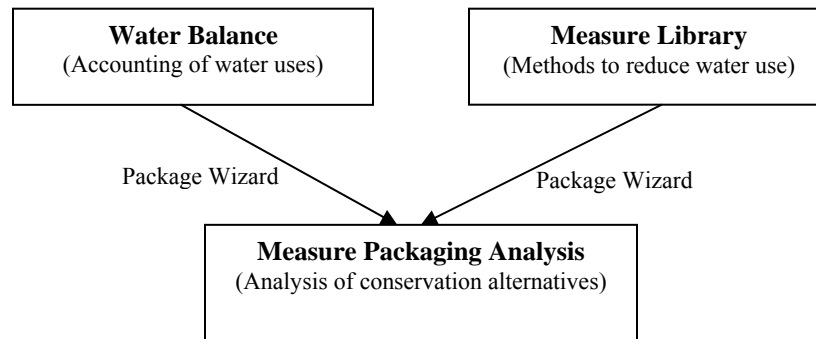 Water Balance
(Accounting of water uses)
Measure Library
(Methods to reduce water use)
Package Wizard
Package Wizard
Measure Packaging Analysis
(Analysis of conservation alternatives)